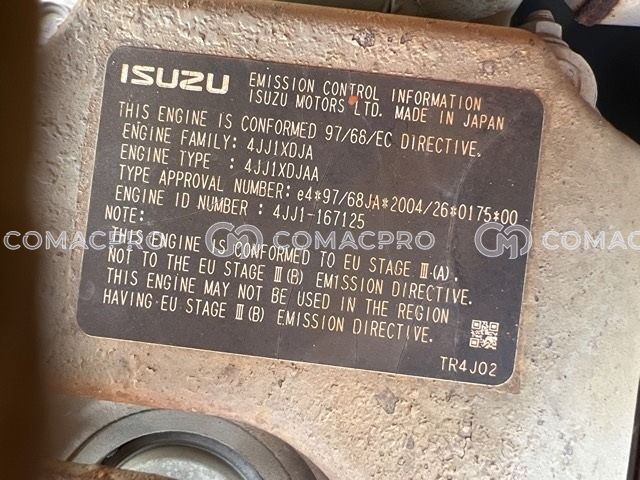 ISUZU EMISSION CONTROL INFORMATION
ISUZU MOTORS LTD. MADE IN JAPAN
THIS ENGINE IS CONFORMED 97/68/EC DIRECTIVE.
ENGINE FAMILY: 4JJ1XDJA
ENGINE TYPE : 4JJ1XDJAA
TYPE APPROVAL NUMBER: e4*97/68JA*2004/26*0175*00
ENGINE ID NUMBER : 4JJ1-167125
NOTE:
THIS ENGINE IS CONFORMED TO EU STAGE Ⅲ(A).
NOT TO THE EU STAGE Ⅲ(B) EMISSION DIRECTIVE.
THIS ENGINE MAY NOT BE USED IN THE REGION
HAVING EU STAGE Ⅲ(B) EMISSION DIRECTIVE.
TR4J02
COMACPRO COMACPRO COMACPRO